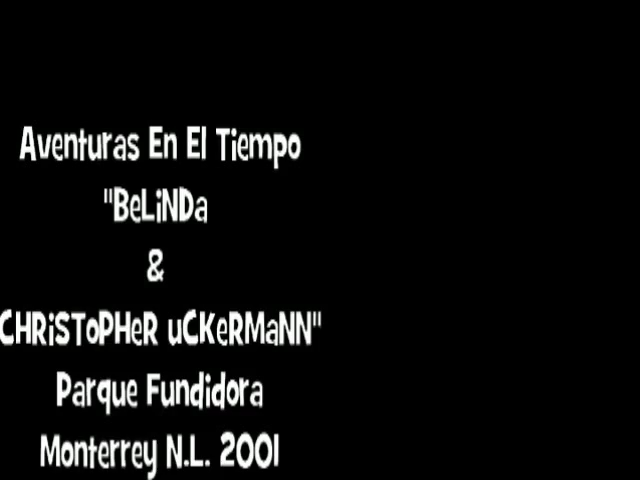 Aventuras En El Tiempo
"BeLiNDa
&
CHRiSToPHeR uCKeRMaNN"
Parque Fundidora
Monterrey N.L. 2001